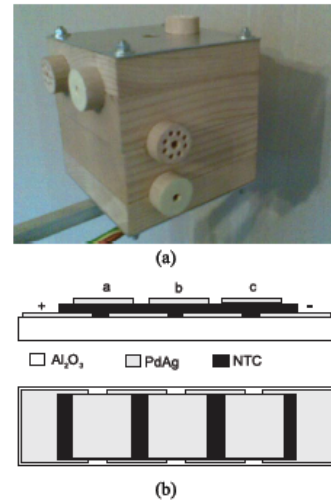 (a)
a b c
+ -
Al₂O₃ PdAg NTC
(b)